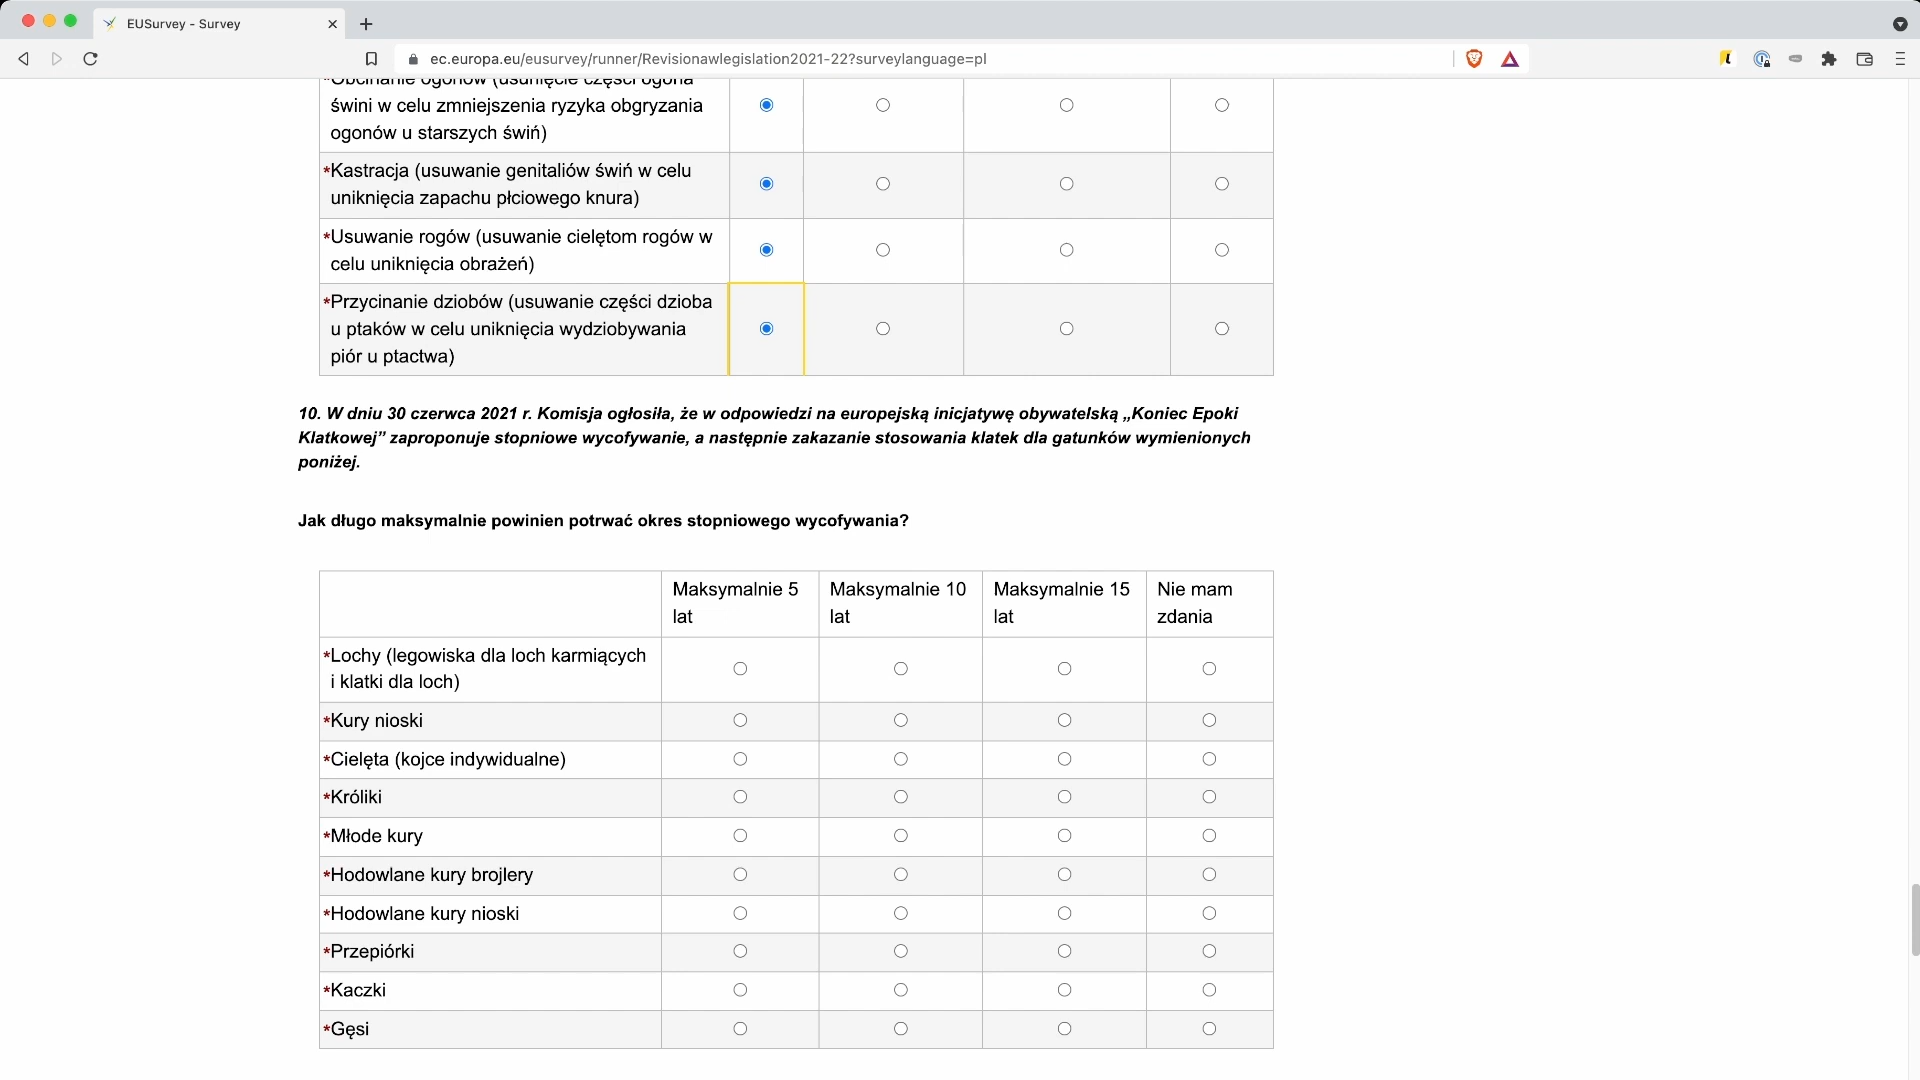 EUSurvey - Survey
ec.europa.eu/eusurvey/runner/Revisionawlegislation2021-22?surveylanguage=pl
*Obcinanie ogonów (usunięcie części ogona
świni w celu zmniejszenia ryzyka obgryzania
ogonów u starszych świń)
*Kastracja (usuwanie genitaliów świń w celu
uniknięcia zapachu płciowego knura)
*Usuwanie rogów (usuwanie cielętom rogów w
celu uniknięcia obrażeń)
*Przycinanie dziobów (usuwanie części dzioba
u ptaków w celu uniknięcia wydziobywania
piór u ptactwa)
10. W dniu 30 czerwca 2021 r. Komisja ogłosiła, że w odpowiedzi na europejską inicjatywę obywatelską „Koniec Epoki
Klatkowej” zaproponuje stopniowe wycofywanie, a następnie zakazanie stosowania klatek dla gatunków wymienionych
poniżej.
Jak długo maksymalnie powinien potrwać okres stopniowego wycofywania?
Maksymalnie 5 lat
Maksymalnie 10 lat
Maksymalnie 15 lat
Nie mam zdania
*Lochy (legowiska dla loch karmiących
i klatki dla loch)
*Kury nioski
*Cielęta (kojce indywidualne)
*Króliki
*Młode kury
*Hodowlane kury brojlery
*Hodowlane kury nioski
*Przepiórki
*Kaczki
*Gęsi